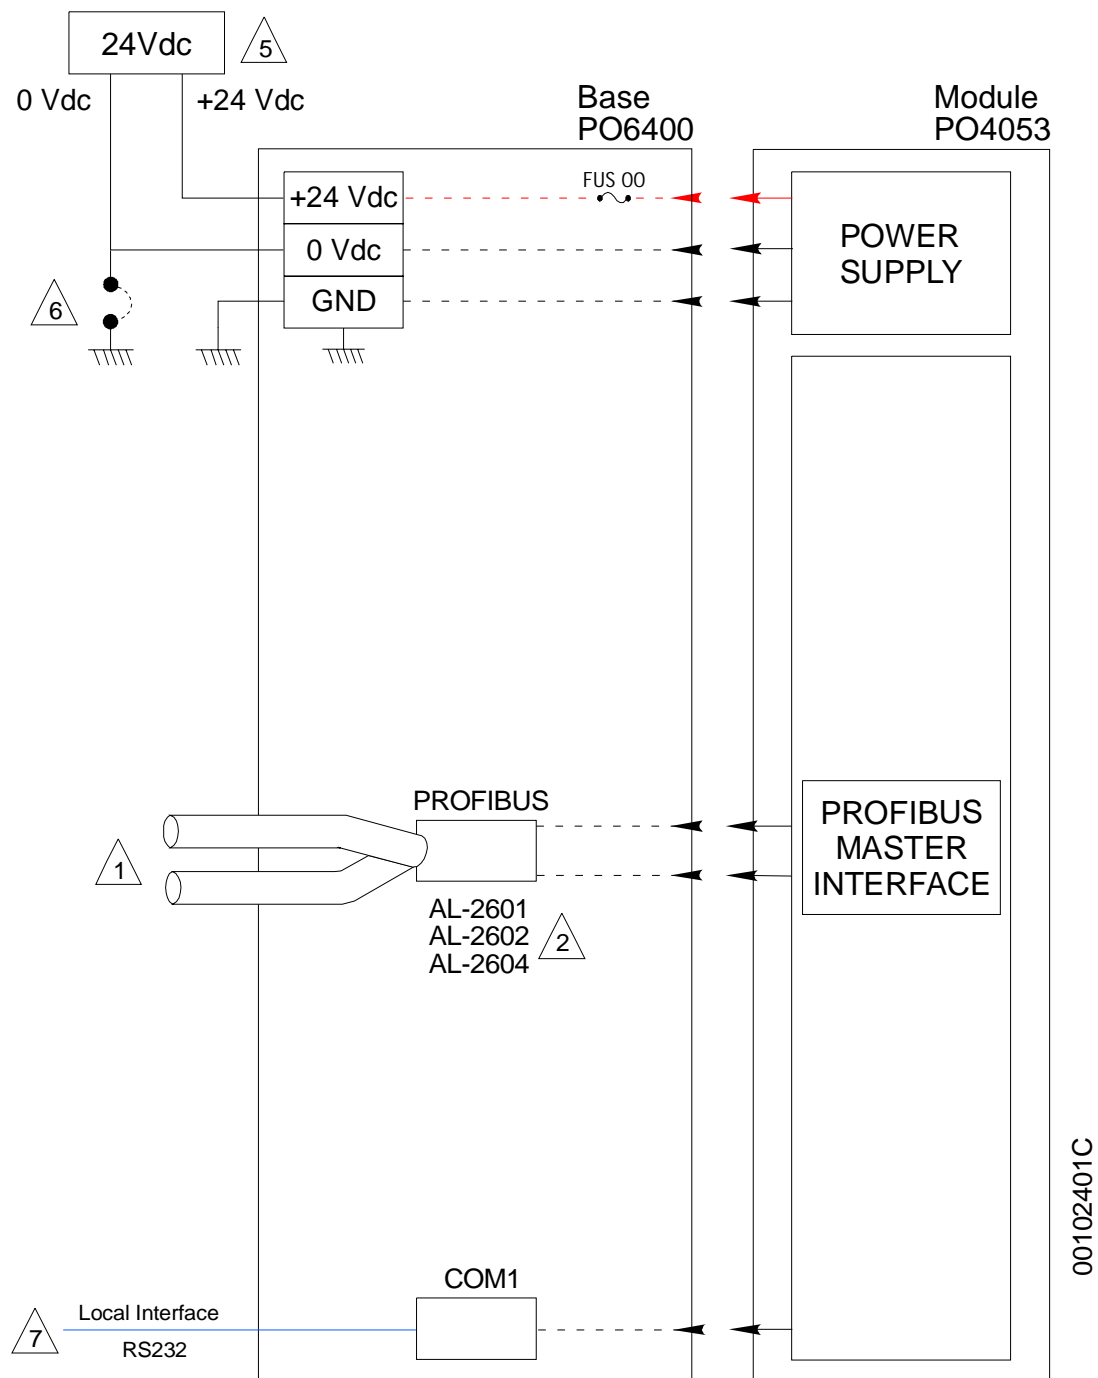 24Vdc
5
0 Vdc
+24 Vdc
Base
PO6400
Module
PO4053
+24 Vdc
FUS 00
0 Vdc
GND
POWER
SUPPLY
6
PROFIBUS
1
AL-2601
AL-2602
AL-2604
2
PROFIBUS
MASTER
INTERFACE
00102401C
COM1
7
Local Interface
RS232